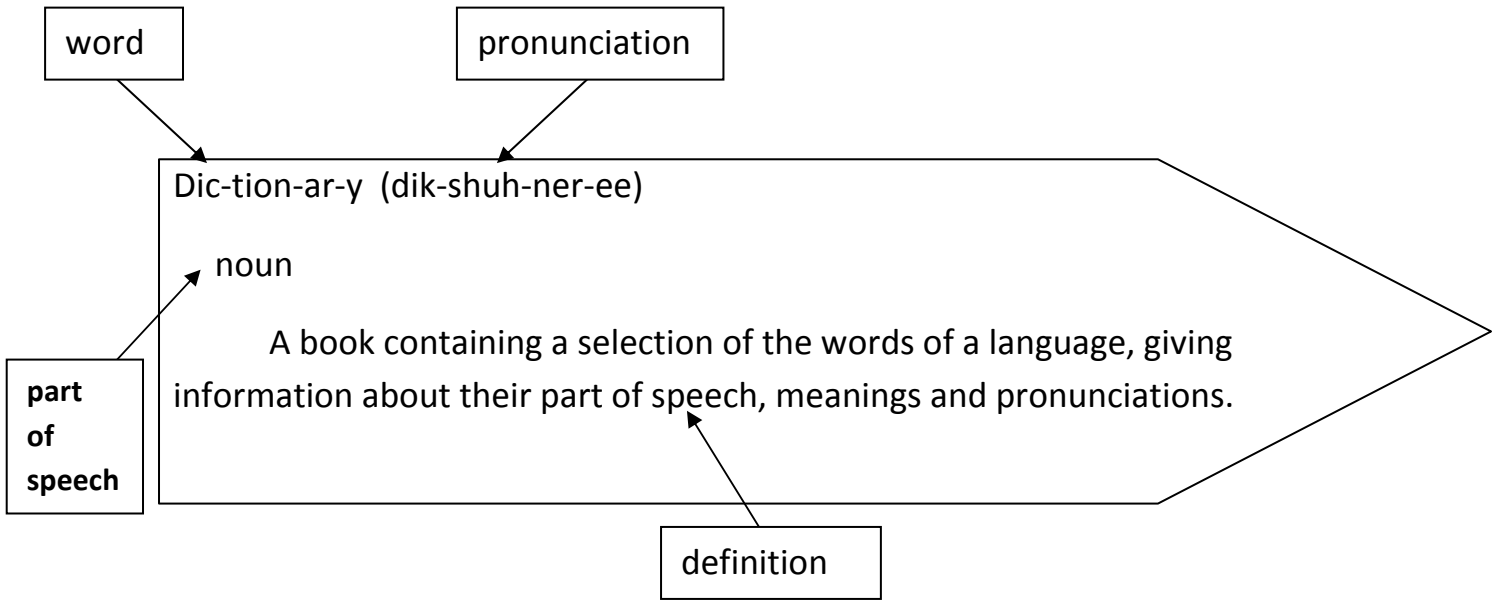 word
pronunciation
Dic-tion-ar-y (dik-shuh-ner-ee)
noun
A book containing a selection of the words of a language, giving
information about their part of speech, meanings and pronunciations.
part
of
speech
definition